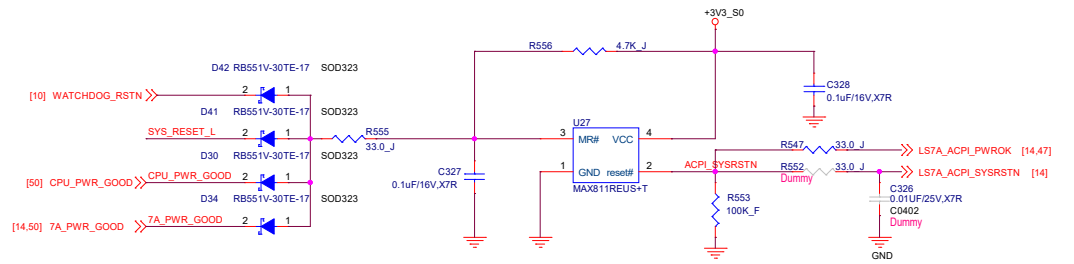 +3V3_S0
R556 4.7K_J
D42 RB551V-30TE-17 SOD323
[10] WATCHDOG_RSTN 2 1
C328
0.1uF/16V,X7R
D41 RB551V-30TE-17 SOD323
SYS_RESET_L 2 1
R555
33.0_J
U27
3 MR# VCC 4
1 GND reset# 2
MAX811REUS+T
ACPI_SYSRSTN
R547 33.0_J LS7A_ACPI_PWROK [14,47]
R552 33.0_J LS7A_ACPI_SYSRSTN [14]
Dummy
D30 RB551V-30TE-17 SOD323
[50] CPU_PWR_GOOD CPU_PWR_GOOD 2 1
C327
0.1uF/16V,X7R
R553
100K_F
C326
0.01UF/25V,X7R
C0402
Dummy
D34 RB551V-30TE-17 SOD323
[14,50] 7A_PWR_GOOD 7A_PWR_GOOD 2 1
GND